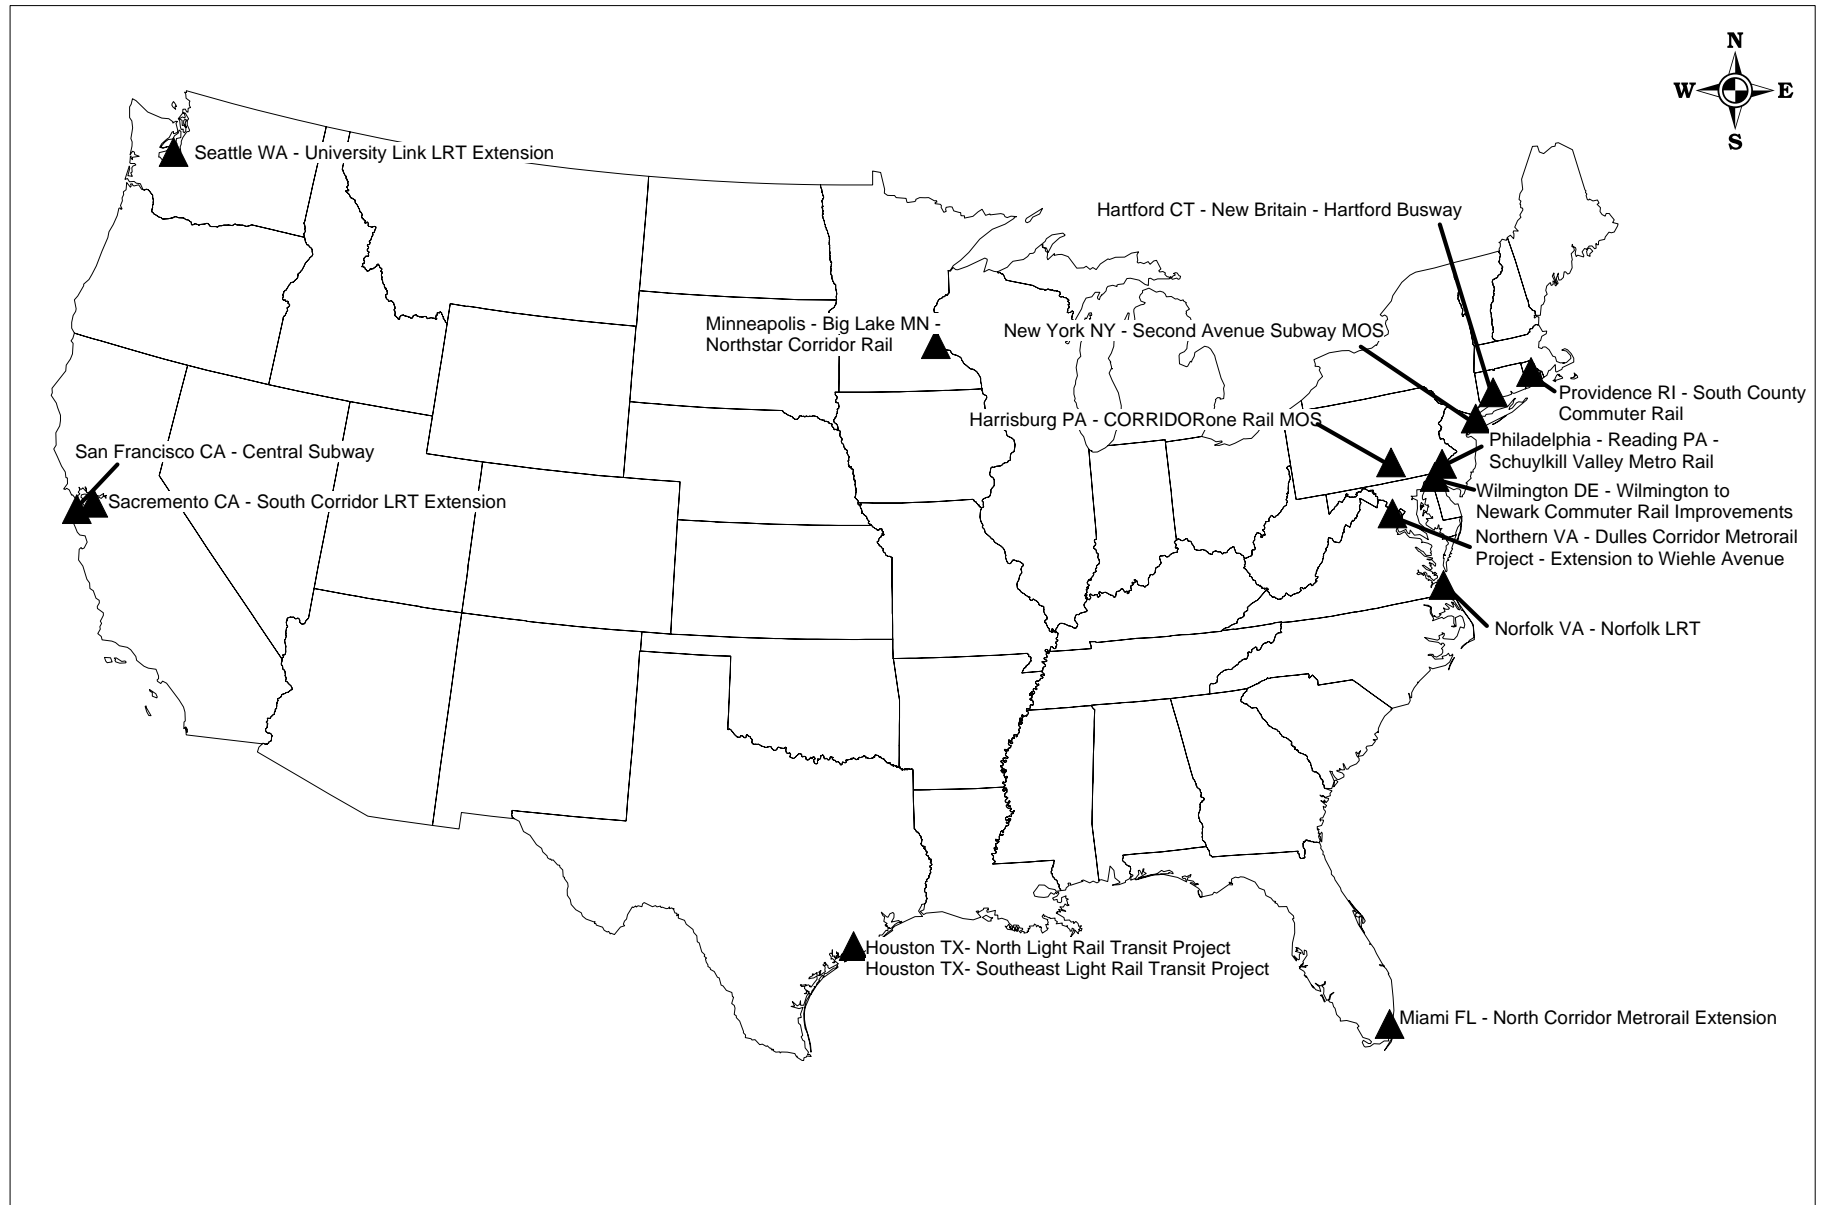 N
W E
S
Seattle WA - University Link LRT Extension
Hartford CT - New Britain - Hartford Busway
Minneapolis - Big Lake MN -
Northstar Corridor Rail
New York NY - Second Avenue Subway MOS
Providence RI - South County
Commuter Rail
Harrisburg PA - CORRIDORone Rail MOS
Philadelphia - Reading PA -
Schuylkill Valley Metro Rail
San Francisco CA - Central Subway
Sacremento CA - South Corridor LRT Extension
Wilmington DE - Wilmington to
Newark Commuter Rail Improvements
Northern VA - Dulles Corridor Metrorail
Project - Extension to Wiehle Avenue
Norfolk VA - Norfolk LRT
Houston TX- North Light Rail Transit Project
Houston TX- Southeast Light Rail Transit Project
Miami FL - North Corridor Metrorail Extension